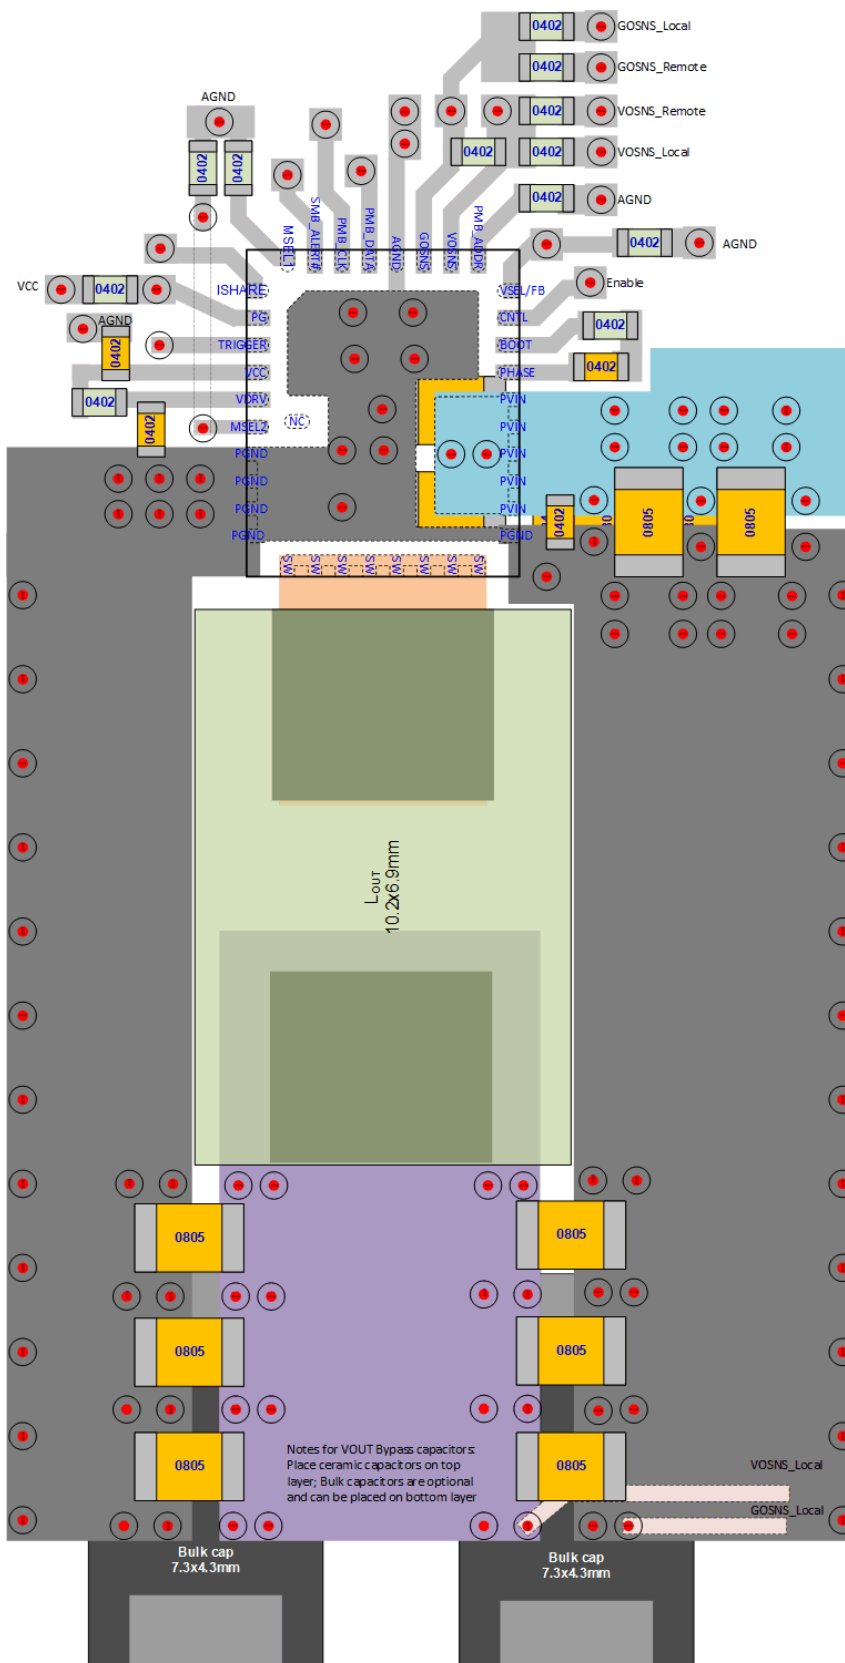 0402
GOSNS_Local
0402
GOSNS_Remote
AGND
0402
VOSNS_Remote
0402
0402
0402
0402
VOSNS_Local
0402
AGND
MSEL1
SMB_ALERT#
PMB_CLK
PMB_DATA
AGND
GOSNS
VOSNS
PMB_ADDR
0402
AGND
VCC
0402
ISHARE
VSEL/FB
Enable
AGND
PG
CNTL
0402
0402
TRIGGER
BOOT
VCC
PHASE
0402
0402
VDRV
PVIN
0402
MSEL2
NC
PVIN
PGND
PVIN
PGND
PVIN
PGND
PVIN
PGND
PGND
0402
0805
0805
SW
SW
SW
SW
SW
SW
SW
SW
LOUT
10.2x6.9mm
0805
0805
0805
0805
Notes for VOUT Bypass capacitors:
Place ceramic capacitors on top
layer; Bulk capacitors are optional
and can be placed on bottom layer
0805
0805
VOSNS_Local
GOSNS_Local
Bulk cap
7.3x4.3mm
Bulk cap
7.3x4.3mm